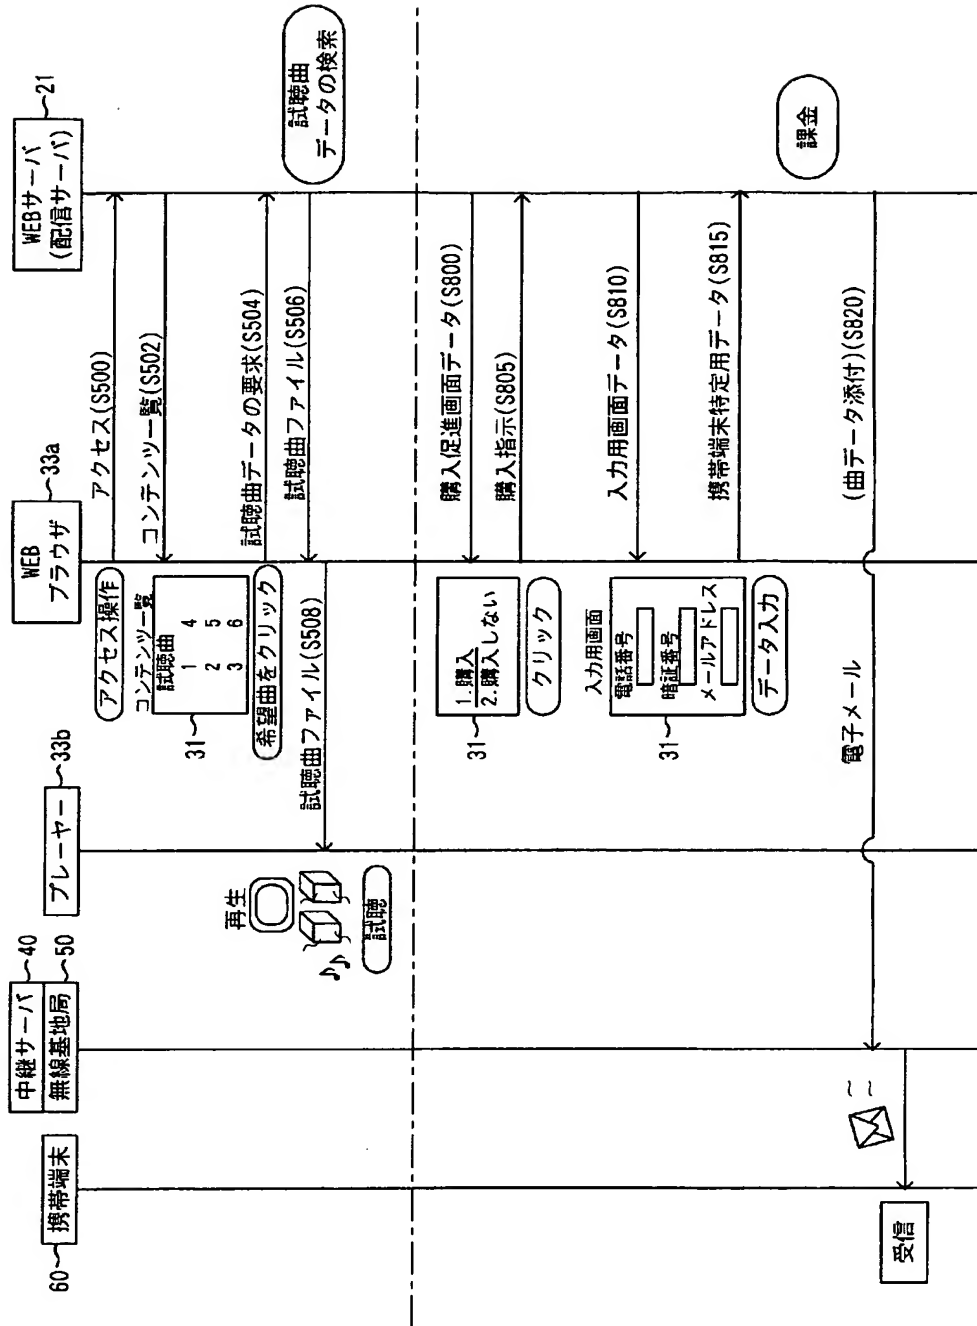 60
携帯端末
中継サーバ
40
無線基地局
50
プレーヤー
33b
WEB
ブラウザ
33a
WEBサーバ
(配信サーバ)
21
アクセス操作
アクセス(S500)
コンテンツ一覧
試聴曲
1 4
2 5
3 6
31
コンテンツ一覧(S502)
希望曲をクリック
試聴曲データの要求(S504)
試聴曲
データの検索
試聴曲ファイル(S506)
試聴曲ファイル(S508)
再生
試聴
購入促進画面データ(S800)
1.購入
2.購入しない
31
クリック
購入指示(S805)
入力用画面データ(S810)
入力用画面
電話番号
暗証番号
メールアドレス
31
データ入力
携帯端末特定用データ(S815)
課金
電子メール
(曲データ添付)(S820)
受信